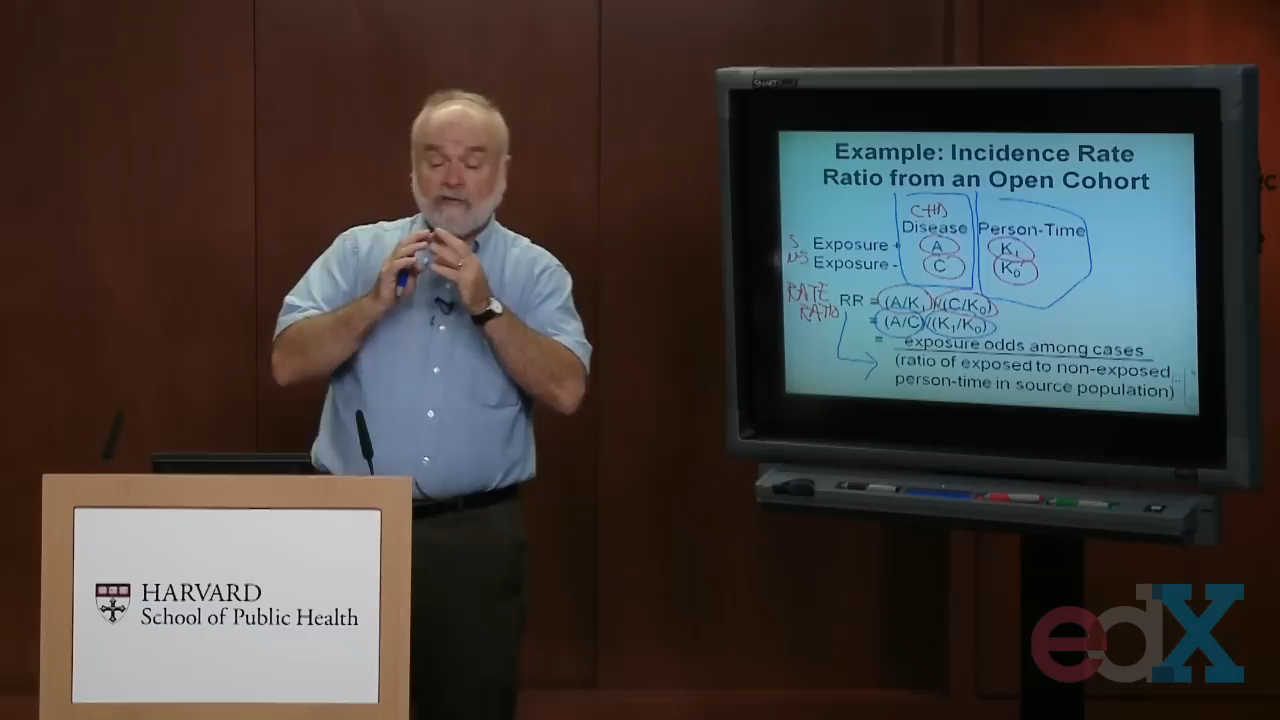 SMART
Example: Incidence Rate
Ratio from an Open Cohort
CHD
Disease Person-Time
S Exposure + A K₁
NS Exposure - C K₀
RATE RR = (A/K₁)/(C/K₀)
RATIO = (A/C)/(K₁/K₀)
= exposure odds among cases
(ratio of exposed to non-exposed
person-time in source population)
HARVARD
School of Public Health
edX